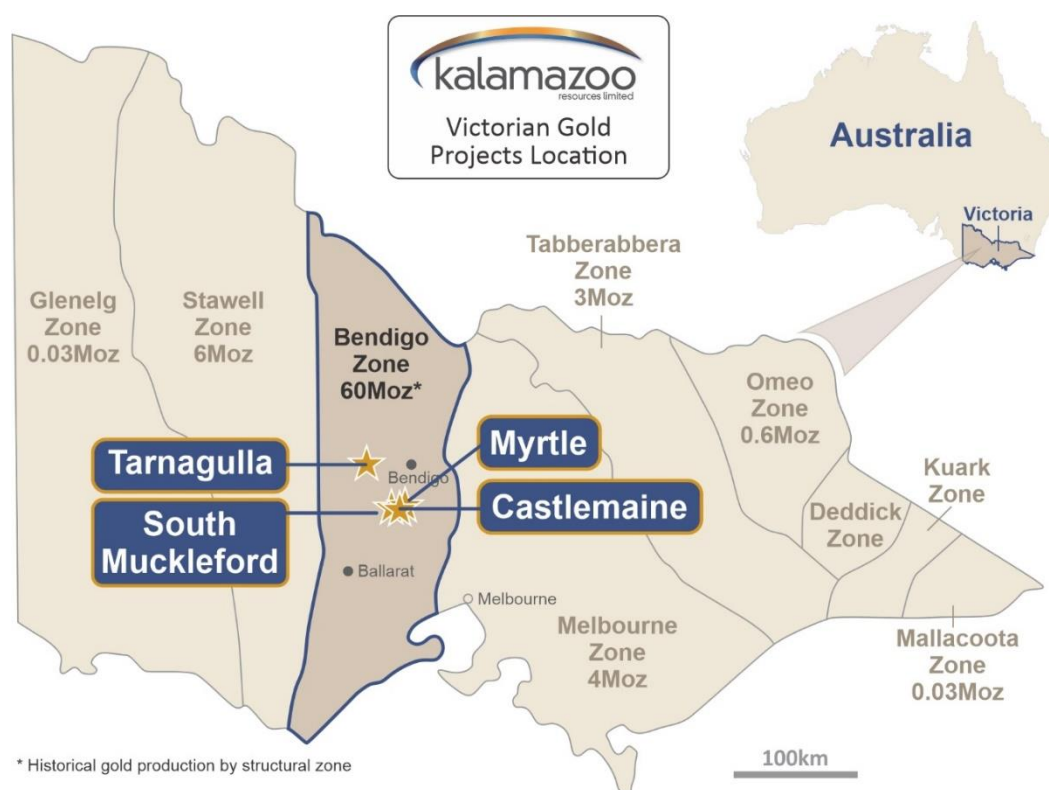 kalamazoo
resources limited
Victorian Gold
Projects Location
Australia
Victoria
Glenelg
Zone
0.03Moz
Stawell
Zone
6Moz
Bendigo
Zone
60Moz*
Tabberabbera
Zone
3Moz
Omeo
Zone
0.6Moz
Kuark
Zone
Deddick
Zone
Mallacoota
Zone
0.03Moz
Melbourne
Zone
4Moz
Tarnagulla
South
Muckleford
Myrtle
Castlemaine
Bendigo
Ballarat
Melbourne
* Historical gold production by structural zone
100km